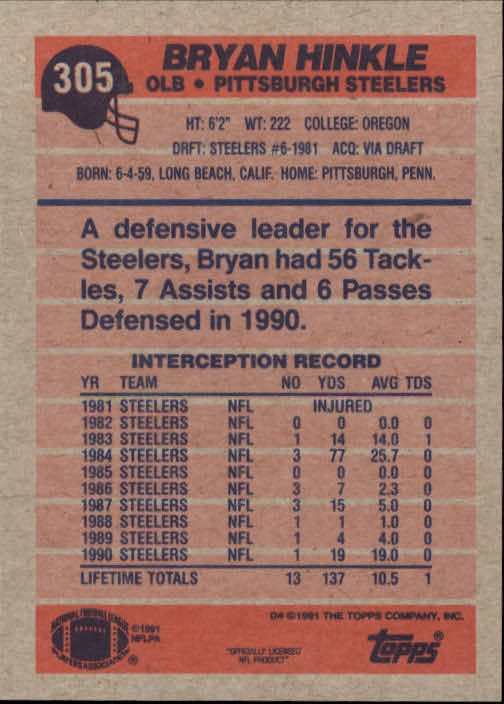 305
BRYAN HINKLE
OLB • PITTSBURGH STEELERS
HT: 6'2" WT: 222 COLLEGE: OREGON
DRFT: STEELERS #6-1981 ACQ: VIA DRAFT
BORN: 6-4-59, LONG BEACH, CALIF. HOME: PITTSBURGH, PENN.
A defensive leader for the
Steelers, Bryan had 56 Tack-
les, 7 Assists and 6 Passes
Defensed in 1990.
INTERCEPTION RECORD
YR TEAM NO YDS AVG TDS
1981 STEELERS NFL INJURED
1982 STEELERS NFL 0 0 0.0 0
1983 STEELERS NFL 1 14 14.0 1
1984 STEELERS NFL 3 77 25.7 0
1985 STEELERS NFL 0 0 0.0 0
1986 STEELERS NFL 3 7 2.3 0
1987 STEELERS NFL 3 15 5.0 0
1988 STEELERS NFL 1 1 1.0 0
1989 STEELERS NFL 1 4 4.0 0
1990 STEELERS NFL 1 19 19.0 0
LIFETIME TOTALS 13 137 10.5 1
NATIONAL FOOTBALL LEAGUE
PLAYERS ASSOCIATION
®
©1991
NFLPA
D4 ©1991 THE TOPPS COMPANY, INC.
"OFFICIALLY LICENSED
NFL PRODUCT"
topps®